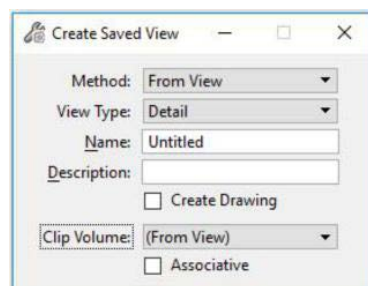 Create Saved View
Method: From View
View Type: Detail
Name: Untitled
Description:
Create Drawing
Clip Volume: (From View)
Associative